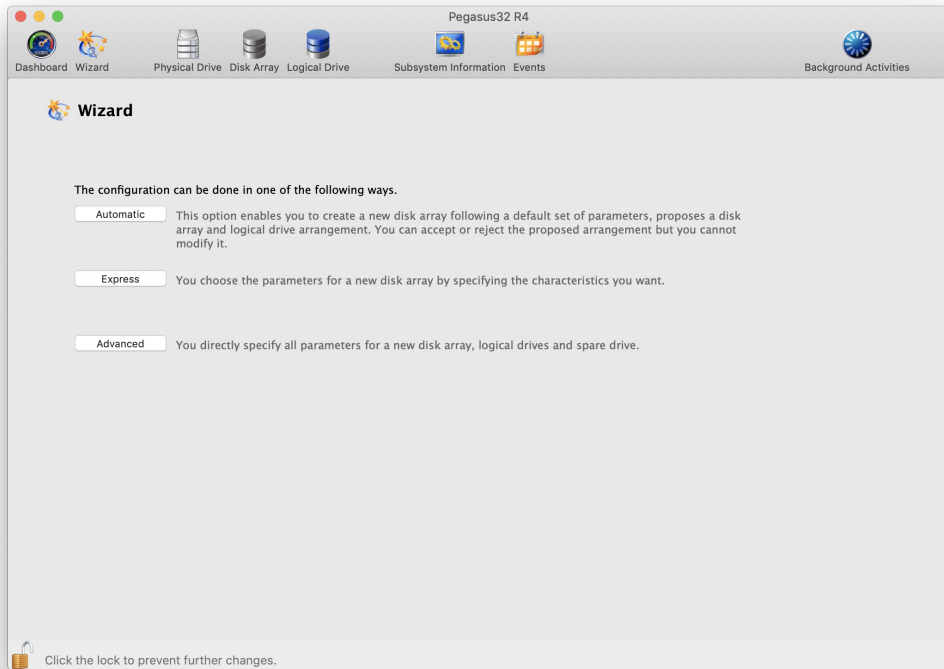 Pegasus32 R4
Dashboard Wizard Physical Drive Disk Array Logical Drive Subsystem Information Events Background Activities
Wizard
The configuration can be done in one of the following ways.
Automatic This option enables you to create a new disk array following a default set of parameters, proposes a disk
array and logical drive arrangement. You can accept or reject the proposed arrangement but you cannot
modify it.
Express You choose the parameters for a new disk array by specifying the characteristics you want.
Advanced You directly specify all parameters for a new disk array, logical drives and spare drive.
Click the lock to prevent further changes.